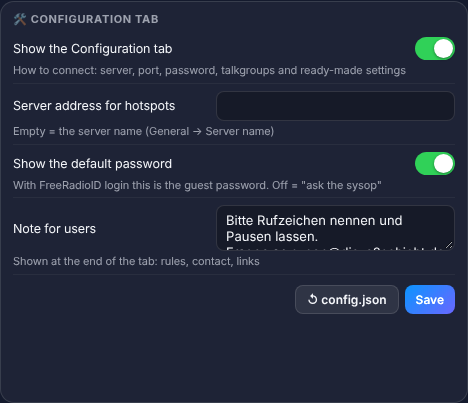 🛠️ CONFIGURATION TAB
Show the Configuration tab
How to connect: server, port, password, talkgroups and ready-made settings
Server address for hotspots
Empty = the server name (General → Server name)
Show the default password
With FreeRadioID login this is the guest password. Off = "ask the sysop"
Note for users
Bitte Rufzeichen nennen und
Pausen lassen.
Shown at the end of the tab: rules, contact, links
↺ config.json
Save